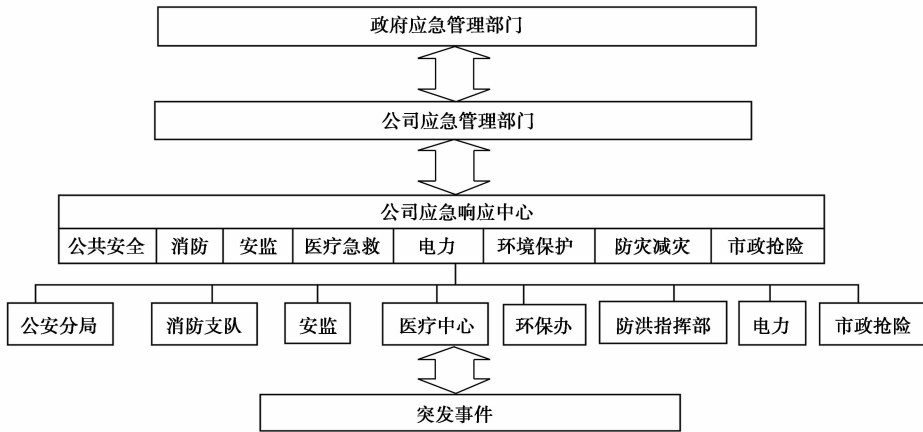 政府应急管理部门
公司应急管理部门
公司应急响应中心
公共安全 消防 安监 医疗急救 电力 环境保护 防灾减灾 市政抢险
公安分局 消防支队 安监 医疗中心 环保办 防洪指挥部 电力 市政抢险
突发事件